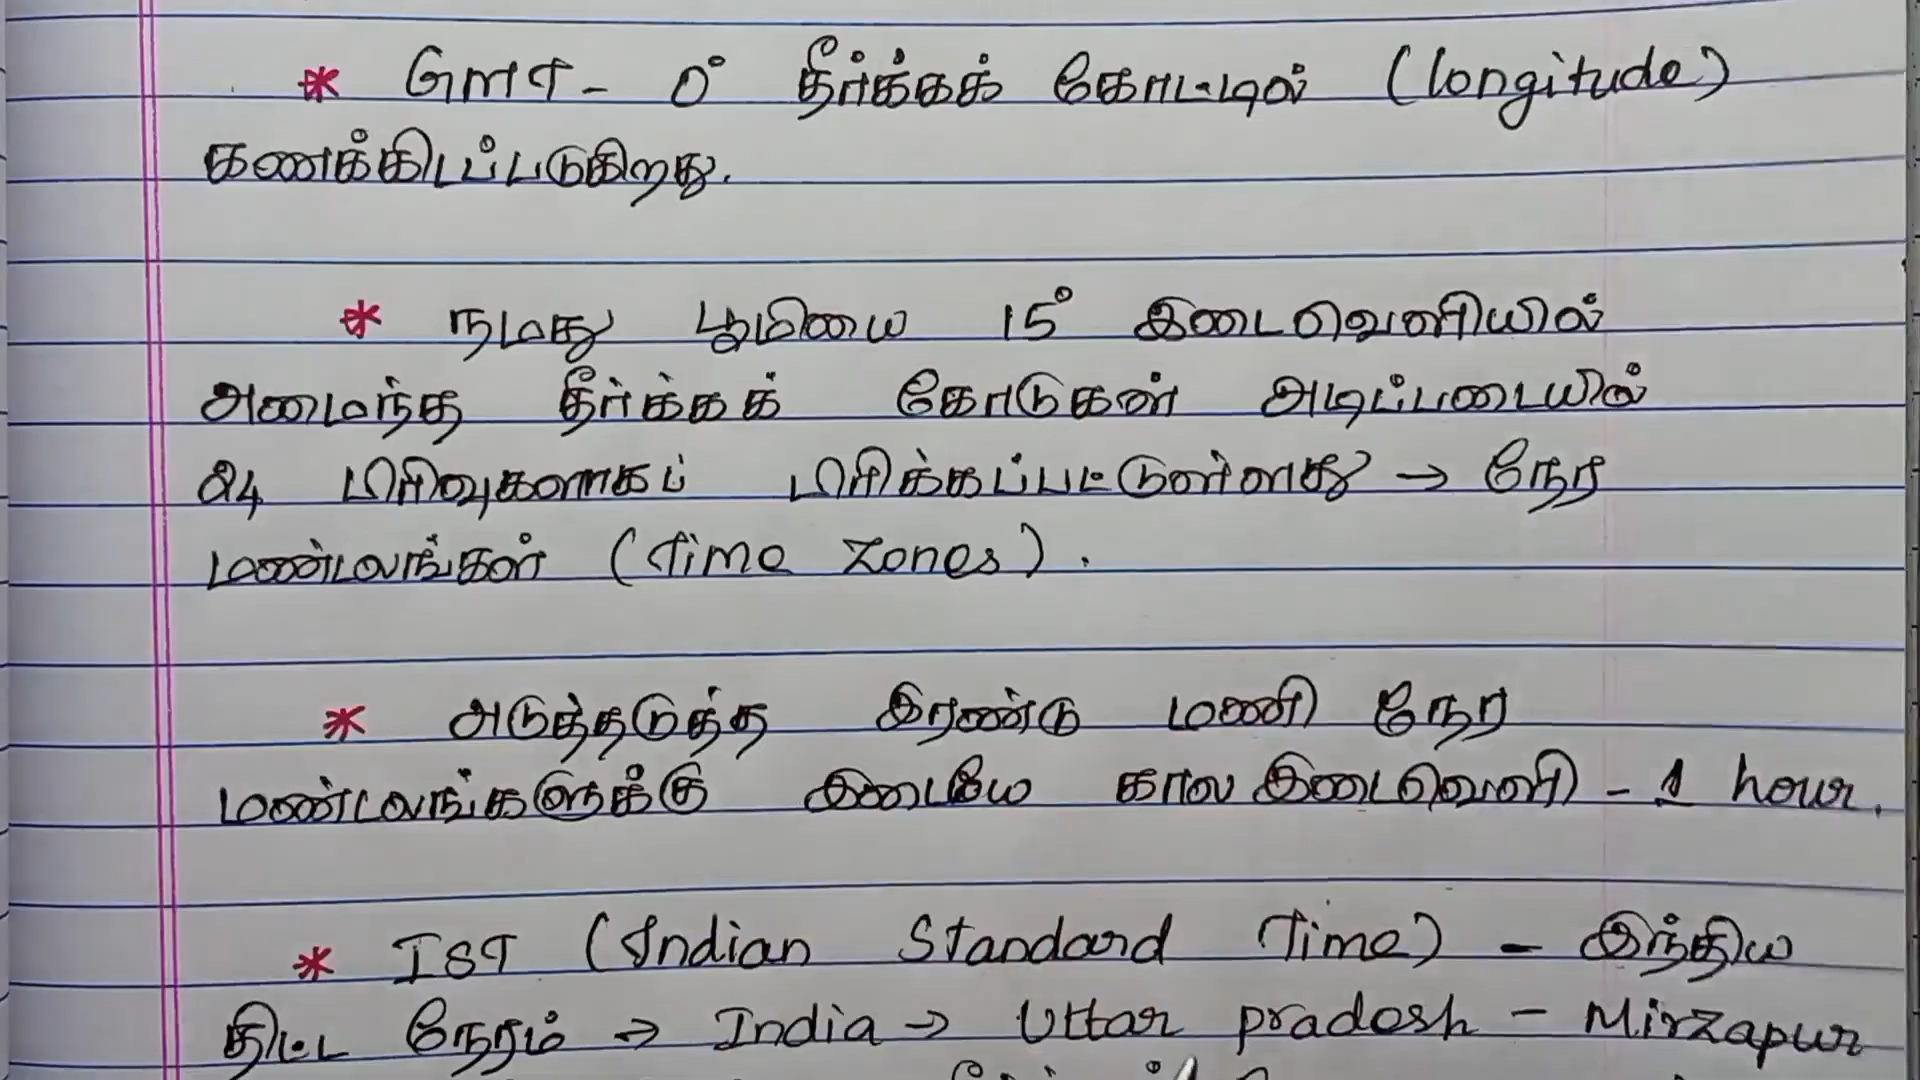 * GMT - 0° தீர்க்கக் கோட்டில் (longitude)
கணக்கிடப்படுகிறது.
* நமது பூமியை 15° இடைவெளியில்
அமைந்த தீர்க்கக் கோடுகள் அடிப்படையில்
24 பிரிவுகளாகப் பிரிக்கப்பட்டுள்ளது → நேர
மண்டலங்கள் (Time Zones).
* அடுத்தடுத்த இரண்டு மணி நேர
மண்டலங்களுக்கு இடையே கால இடைவெளி - 1 hour.
* IST (Indian Standard Time) - இந்திய
திட்ட நேரம் → India → Uttar pradesh - Mirzapur